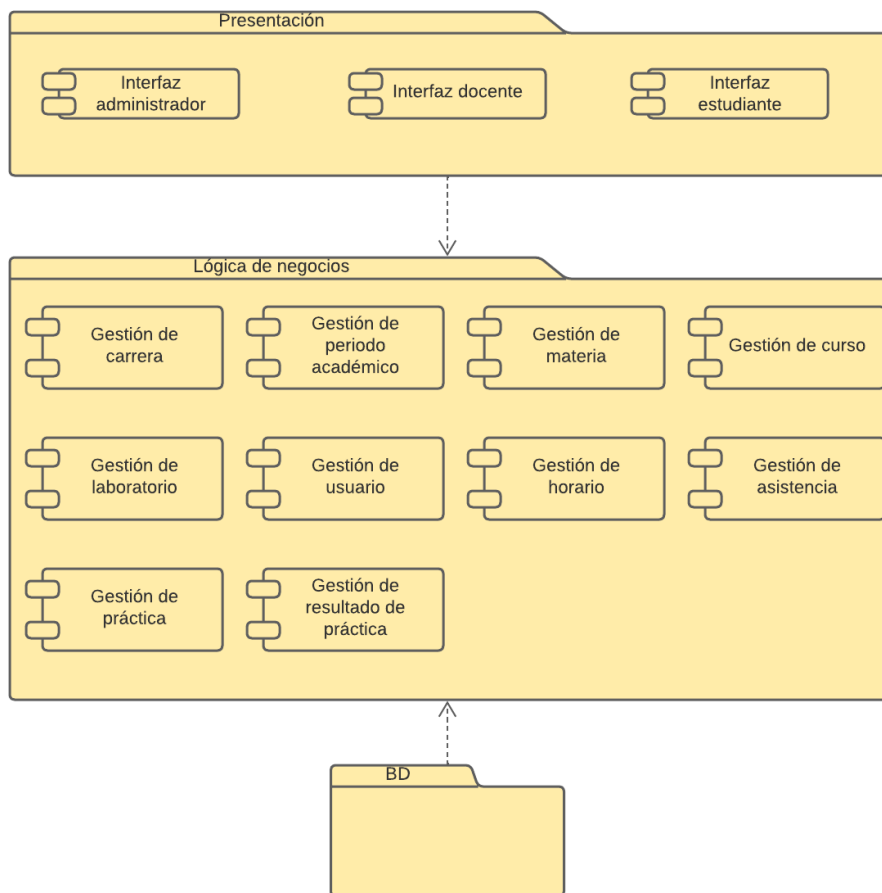 Presentación
Interfaz
administrador
Interfaz docente
Interfaz
estudiante
Lógica de negocios
Gestión de
carrera
Gestión de
periodo
académico
Gestión de
materia
Gestión de curso
Gestión de
laboratorio
Gestión de
usuario
Gestión de
horario
Gestión de
asistencia
Gestión de
práctica
Gestión de
resultado de
práctica
BD